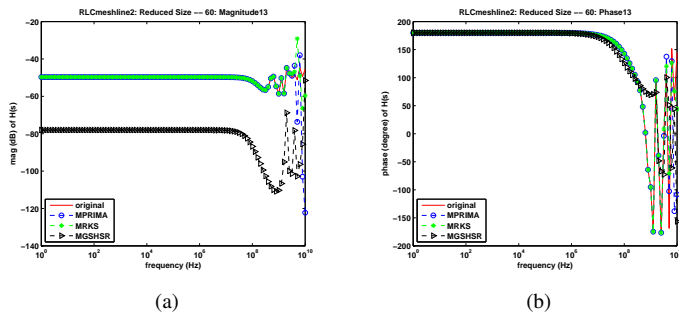 RLCmeshline2: Reduced Size −− 60: Magnitude13
−20
−40
−60
−80
−100
−120
−140
mag (dB) of H(s)
original
MPRIMA
MRKS
MGSHSR
10^0 10^2 10^4 10^6 10^8 10^10
frequency (Hz)
(a)
RLCmeshline2: Reduced Size −− 60: Phase13
200
150
100
50
0
−50
−100
−150
−200
phase (degree) of H(s)
original
MPRIMA
MRKS
MGSHSR
10^0 10^2 10^4 10^6 10^8 10^10
frequency (Hz)
(b)